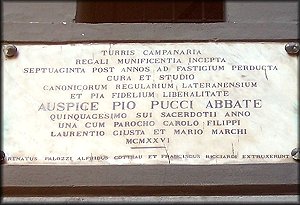 TURRIS CAMPANARIA
REGALI MUNIFICENTIA INCEPTA
SEPTUAGINTA POST ANNOS AD FASTIGIUM PERDUCTA
CURA ET STUDIO
CANONICORUM REGULARIUM LATERANENSIUM
ET PIA FIDELIUM LIBERALITATE
AUSPICE PIO PUCCI ABBATE
QUINQUAGESIMO SUI SACERDOTII ANNO
UNA CUM PAROCHO CAROLO FILIPPI
LAURENTIO GIUSTA ET MARIO MARCHI
MCMXXVI
RENATUS PALOZZI ALPHIDUS COTTRAU ET FRANCISCUS RICCIARDI EXTRUXERUNT